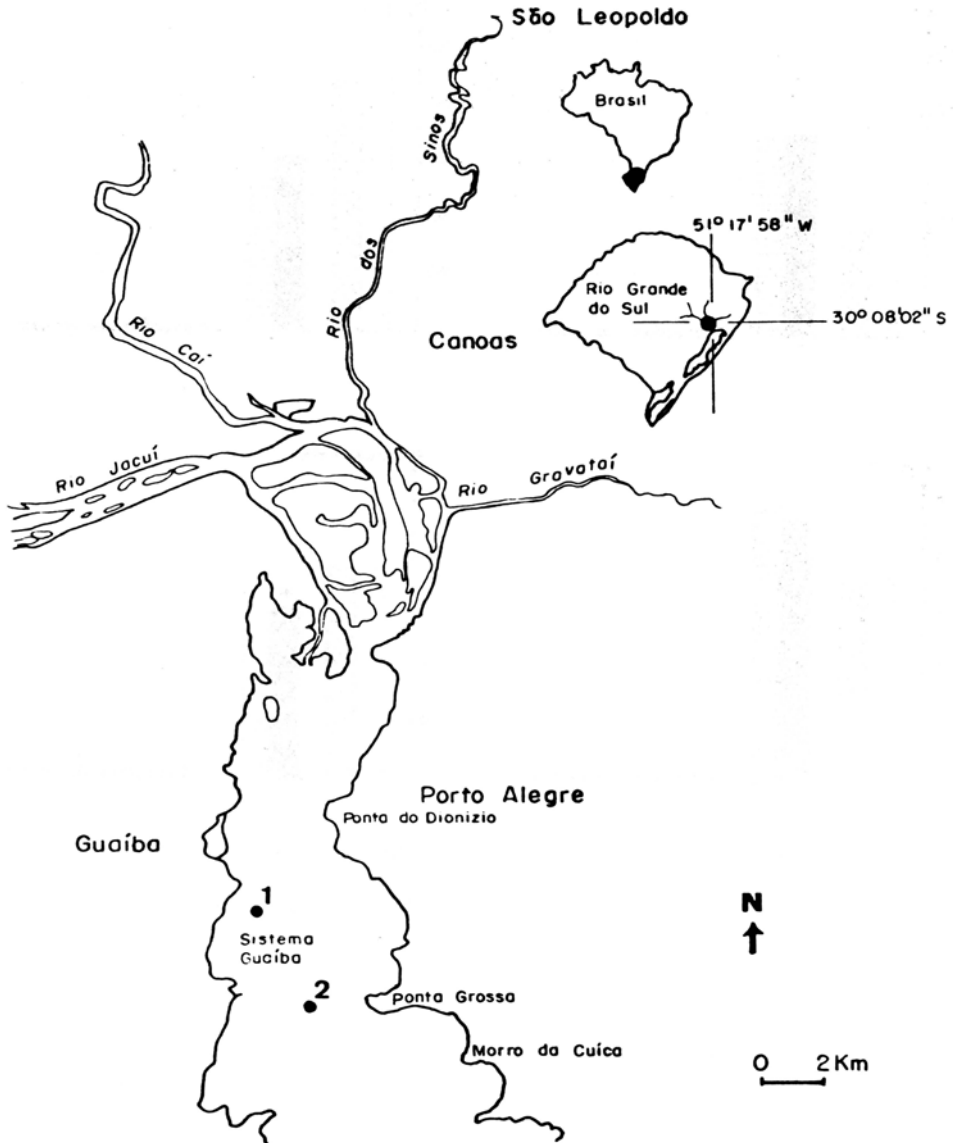 São Leopoldo
Brasil
Rio dos Sinos
51º 17' 58" W
Rio Grande
do Sul
30º 08' 02" S
Rio Caí
Canoas
Rio Jacuí
Rio Gravataí
Porto Alegre
Ponta do Dionizio
Guaíba
1
Sistema
Guaíba
N
2
Ponta Grossa
Morro da Cuíca
0 2 Km